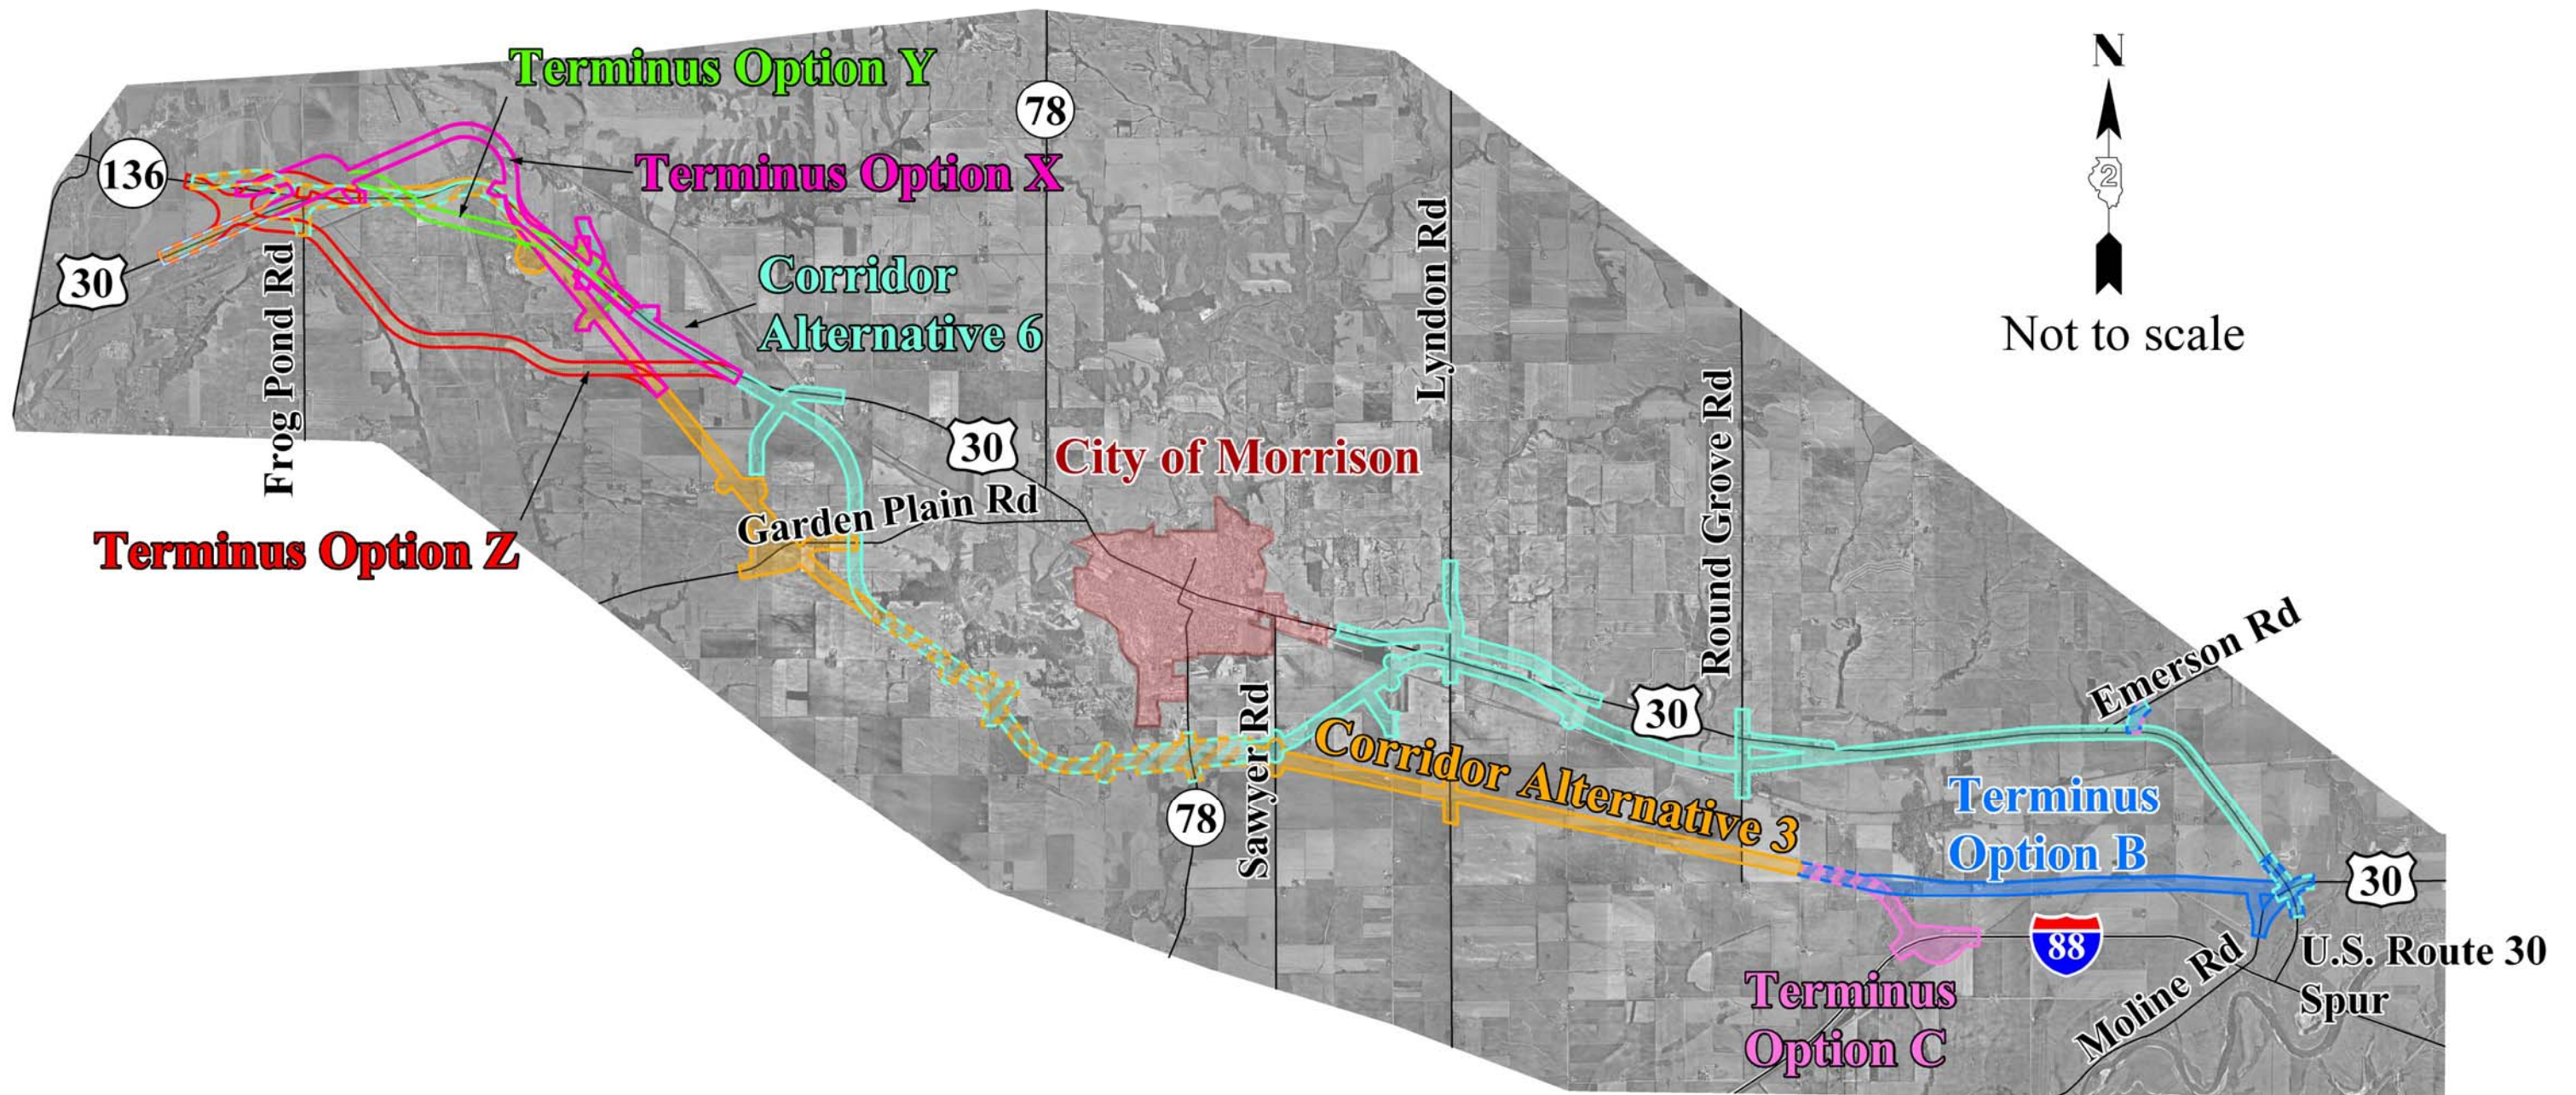 Terminus Option Y
N
78
Terminus Option X
136
2
Corridor
Alternative 6
30
Not to scale
Frog Pond Rd
Lyndon Rd
Round Grove Rd
30
City of Morrison
Garden Plain Rd
Terminus Option Z
Emerson Rd
30
Sawyer Rd
Corridor Alternative 3
78
Terminus
Option B
30
88
U.S. Route 30
Spur
Moline Rd
Terminus
Option C